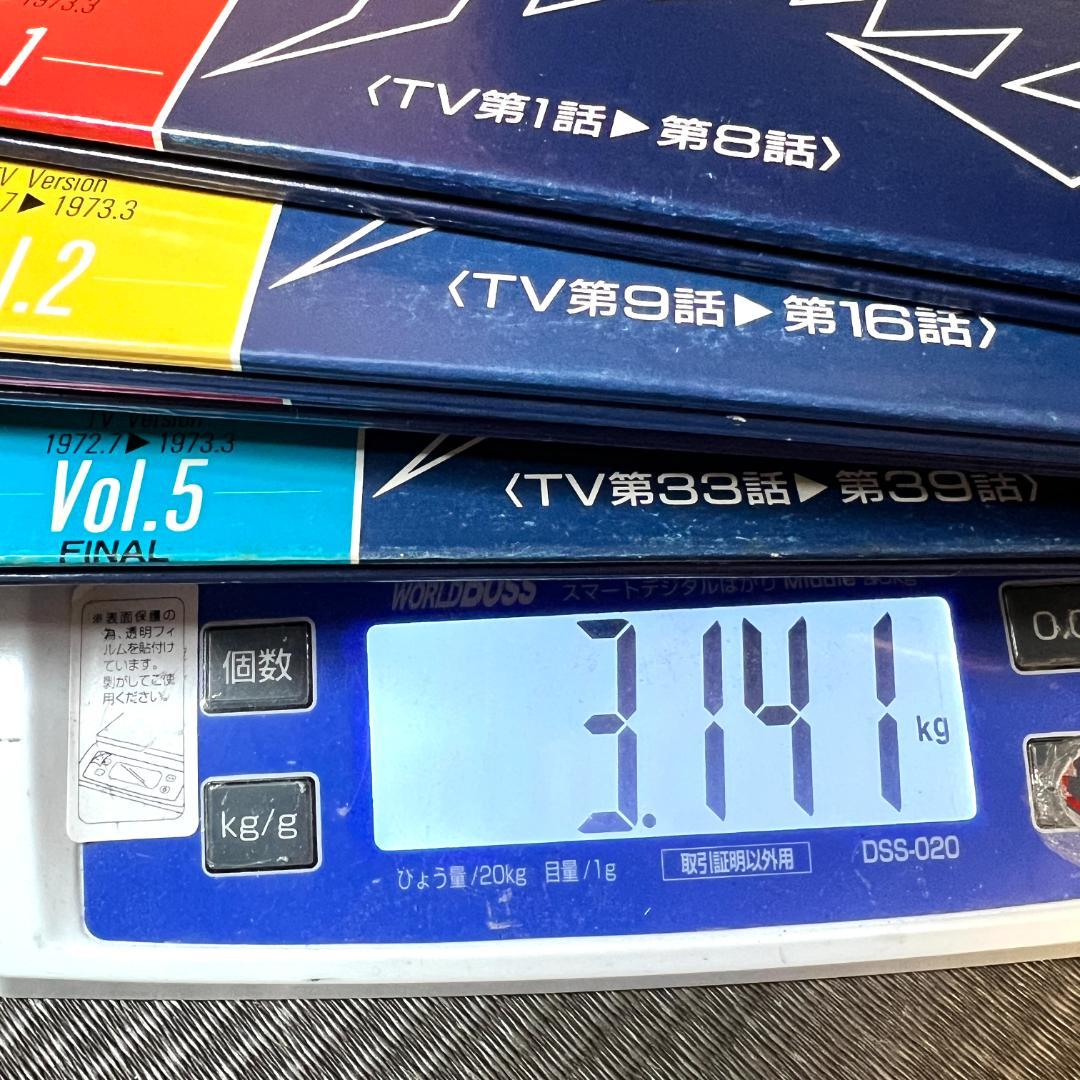 1973.3
1
〈TV第1話▶第8話〉
TV Version
7▶1973.3
l.2
〈TV第9話▶第16話〉
TV Version
1972.7▶1973.3
Vol.5
FINAL
〈TV第33話▶第39話〉
WORLDBOSS スマートデジタルばかり Middle
※表面保護の
為、透明フィ
ルムを貼付け
ています。
剝がしてご使
用ください。
個数
kg/g
3.141 kg
ひょう量/20kg 目量/1g
取引証明以外用
DSS-020